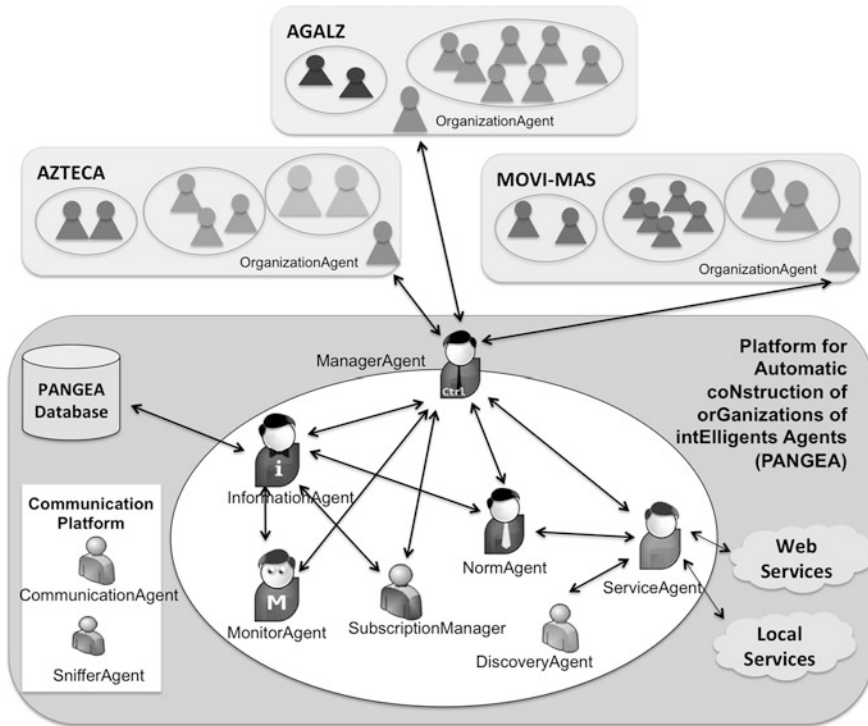 AGALZ
OrganizationAgent
AZTECA
OrganizationAgent
MOVI-MAS
OrganizationAgent
ManagerAgent
Ctrl
Platform for
Automatic
coNstruction of
orGanizations of
intElligents Agents
(PANGEA)
PANGEA
Database
i
InformationAgent
Communication
Platform
CommunicationAgent
SnifferAgent
M
MonitorAgent
SubscriptionManager
NormAgent
DiscoveryAgent
ServiceAgent
Web
Services
Local
Services